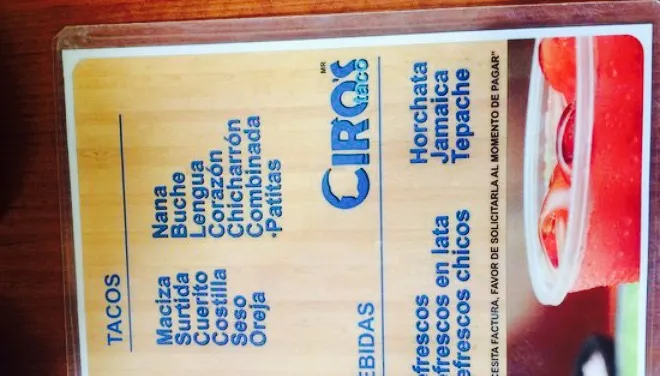 TACOS
Maciza
Surtida
Cuerito
Costilla
Seso
Oreja
Nana
Buche
Lengua
Corazón
Chicharrón
Combinada
*Patitas
MR
CIROS
taco
EBIDAS
efrescos
efrescos en lata
efrescos chicos
Horchata
Jamaica
Tepache
CESITA FACTURA, FAVOR DE SOLICITARLA AL MOMENTO DE PAGAR"